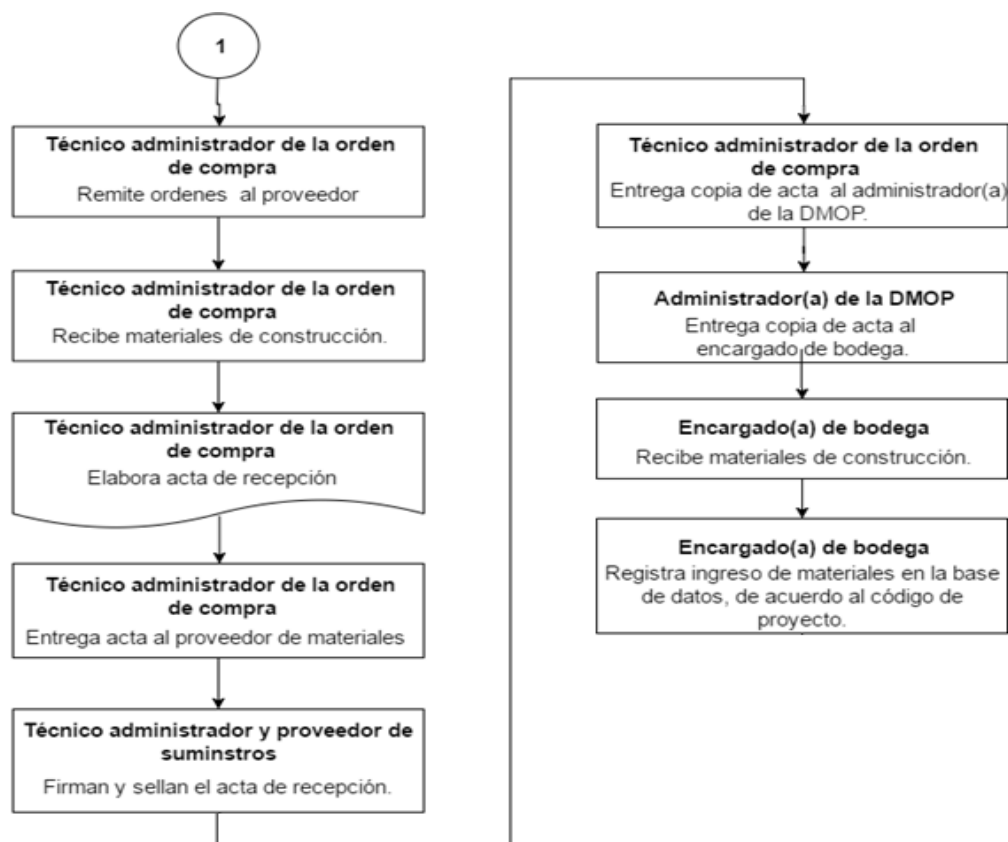 1
Técnico administrador de la orden
de compra
Remite ordenes al proveedor
Técnico administrador de la orden
de compra
Recibe materiales de construcción.
Técnico administrador de la orden
de compra
Elabora acta de recepción
Técnico administrador de la orden
de compra
Entrega acta al proveedor de materiales
Técnico administrador y proveedor de
suminstros
Firman y sellan el acta de recepción.
Técnico administrador de la orden
de compra
Entrega copia de acta al administrador(a)
de la DMOP.
Administrador(a) de la DMOP
Entrega copia de acta al
encargado de bodega.
Encargado(a) de bodega
Recibe materiales de construcción.
Encargado(a) de bodega
Registra ingreso de materiales en la base
de datos, de acuerdo al código de
proyecto.